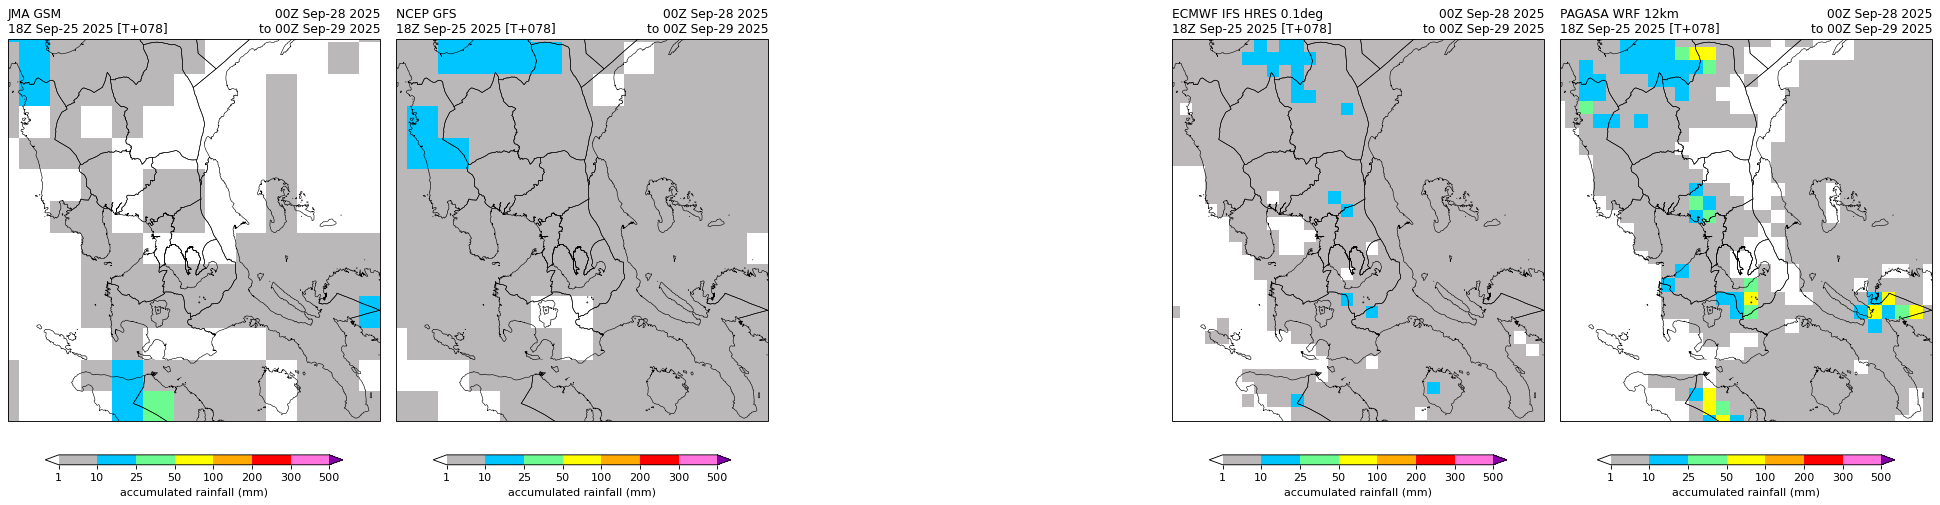 JMA GSM 00Z Sep-28 2025
18Z Sep-25 2025 [T+078] to 00Z Sep-29 2025
1 10 25 50 100 200 300 500
accumulated rainfall (mm)
NCEP GFS 00Z Sep-28 2025
18Z Sep-25 2025 [T+078] to 00Z Sep-29 2025
1 10 25 50 100 200 300 500
accumulated rainfall (mm)
ECMWF IFS HRES 0.1deg 00Z Sep-28 2025
18Z Sep-25 2025 [T+078] to 00Z Sep-29 2025
1 10 25 50 100 200 300 500
accumulated rainfall (mm)
PAGASA WRF 12km 00Z Sep-28 2025
18Z Sep-25 2025 [T+078] to 00Z Sep-29 2025
1 10 25 50 100 200 300 500
accumulated rainfall (mm)